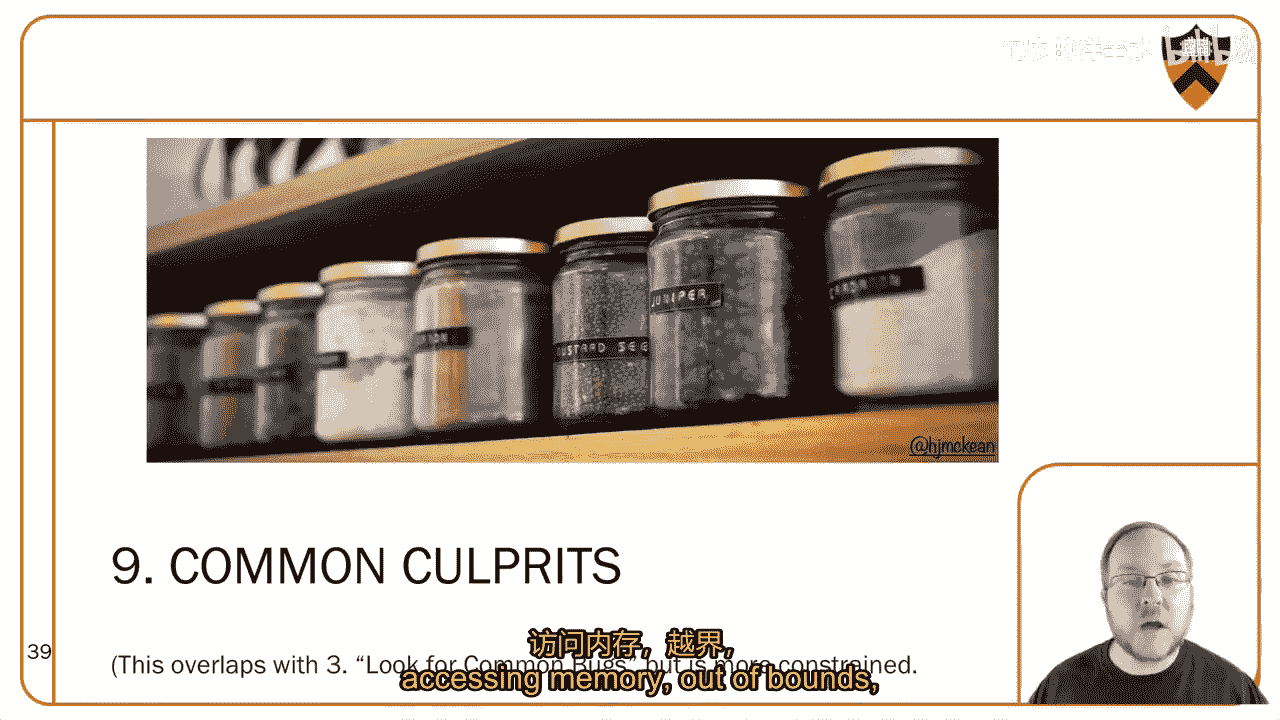 JUNIPER
@hjmckean
9. COMMON CULPRITS
39
访问内存，越界，
(This overlaps with 3. “Look for Common Bugs” but is more constrained.
accessing memory, out of bounds,